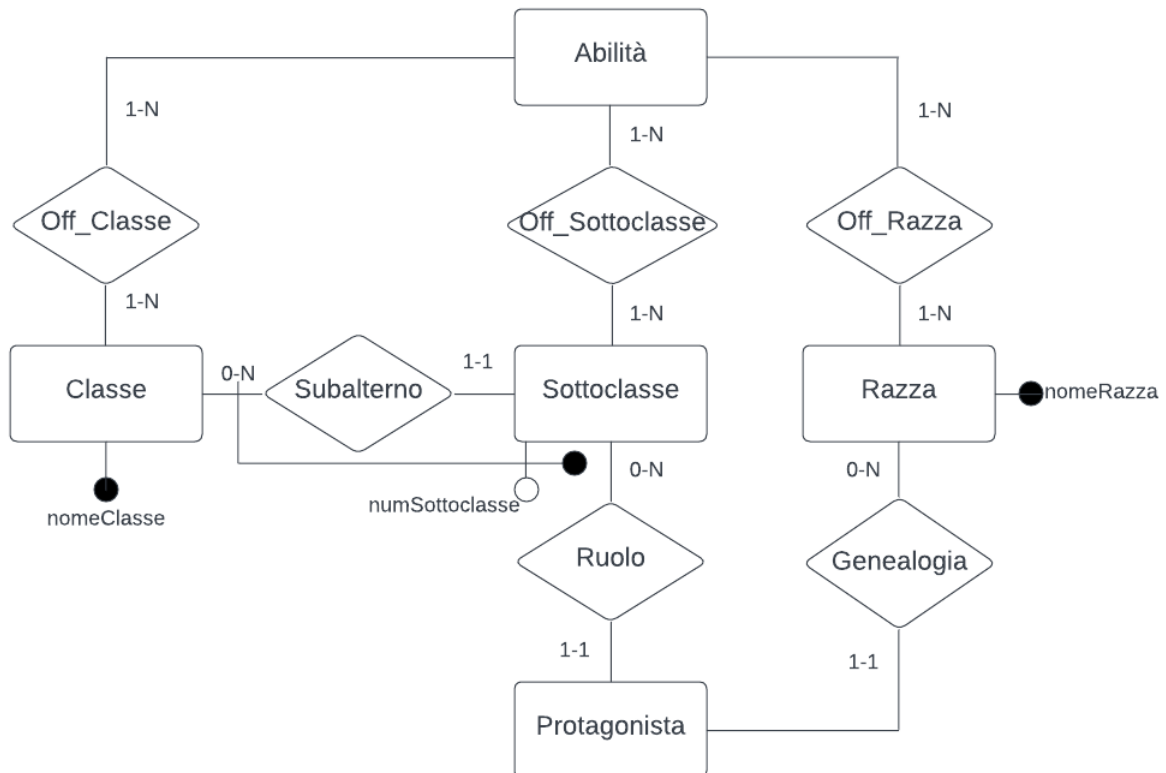 Abilità
1-N
1-N
1-N
Off_Classe
Off_Sottoclasse
Off_Razza
1-N
1-N
1-N
Classe
0-N
Subalterno
1-1
Sottoclasse
Razza
nomeRazza
nomeClasse
numSottoclasse
0-N
0-N
Ruolo
Genealogia
1-1
1-1
Protagonista